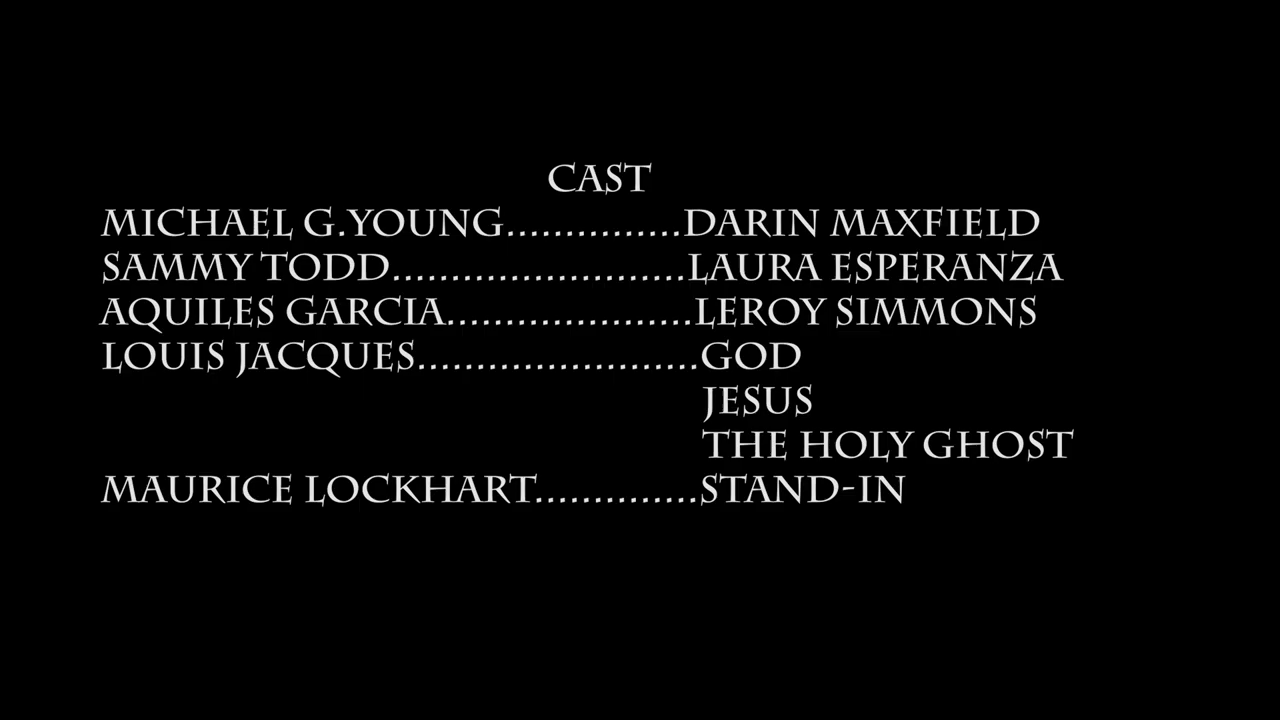 CAST
MICHAEL G.YOUNG...............DARIN MAXFIELD
SAMMY TODD.........................LAURA ESPERANZA
AQUILES GARCIA.....................LEROY SIMMONS
LOUIS JACQUES........................GOD
JESUS
THE HOLY GHOST
MAURICE LOCKHART..............STAND-IN